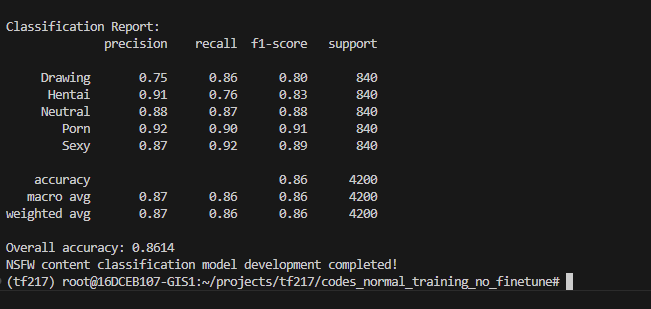 Classification Report:
precision recall f1-score support
Drawing 0.75 0.86 0.80 840
Hentai 0.91 0.76 0.83 840
Neutral 0.88 0.87 0.88 840
Porn 0.92 0.90 0.91 840
Sexy 0.87 0.92 0.89 840
accuracy 0.86 4200
macro avg 0.87 0.86 0.86 4200
weighted avg 0.87 0.86 0.86 4200
Overall accuracy: 0.8614
NSFW content classification model development completed!
(tf217) root@16DCEB107-GIS1:~/projects/tf217/codes_normal_training_no_finetune#